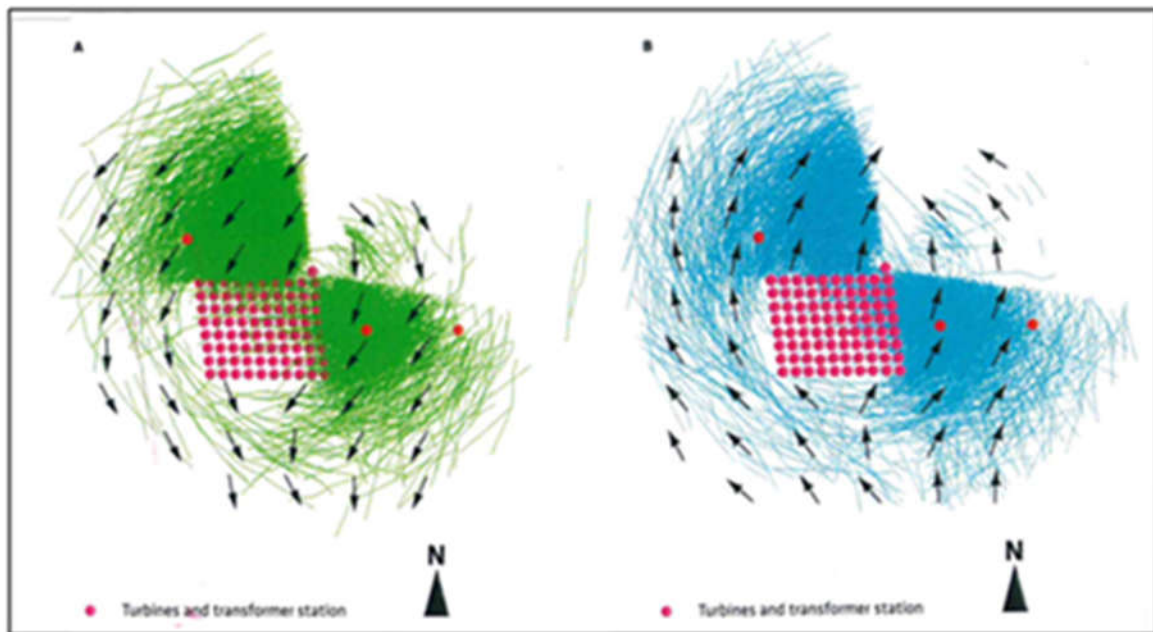 A
B
N
N
Turbines and transformer station
Turbines and transformer station